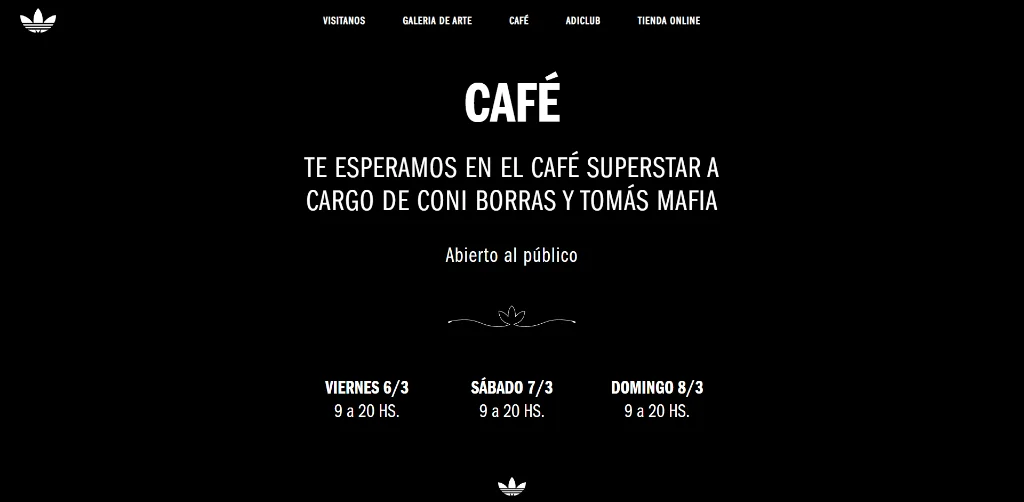 VISITANOS
GALERIA DE ARTE
CAFÉ
ADICLUB
TIENDA ONLINE
CAFÉ
TE ESPERAMOS EN EL CAFÉ SUPERSTAR A
CARGO DE CONI BORRAS Y TOMÁS MAFIA
Abierto al público
VIERNES 6/3
9 a 20 HS.
SÁBADO 7/3
9 a 20 HS.
DOMINGO 8/3
9 a 20 HS.